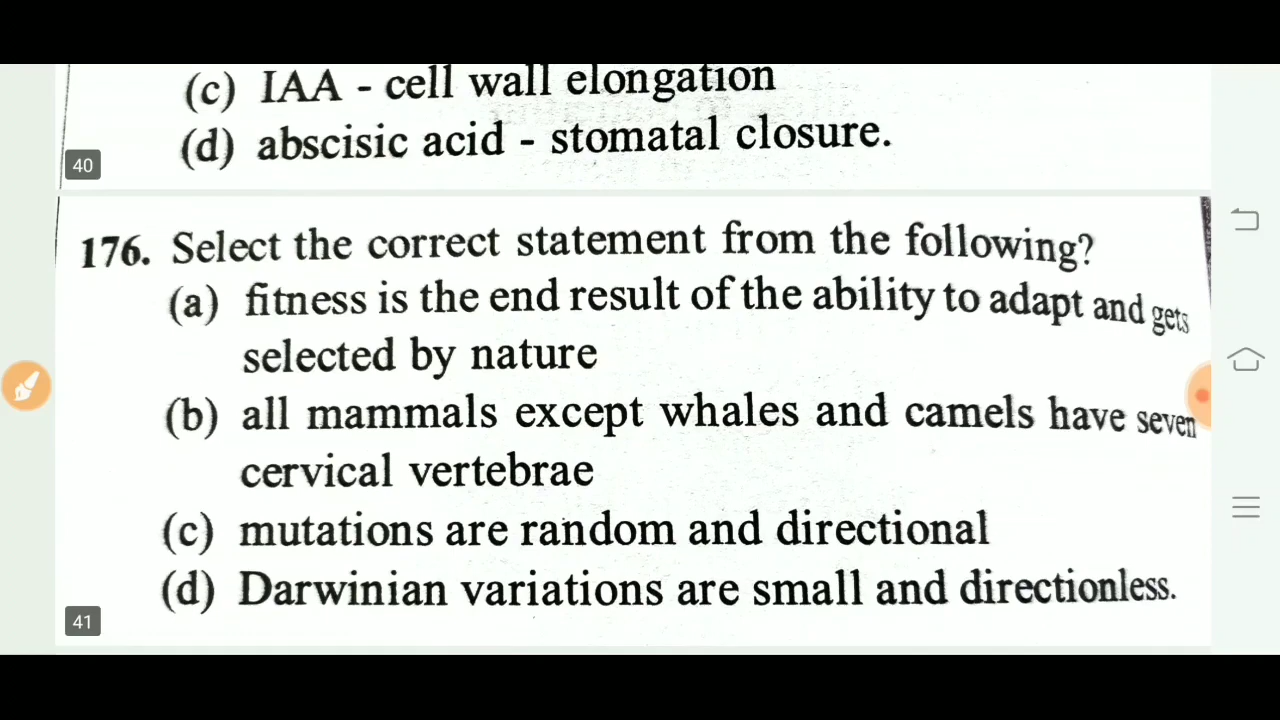 (c) IAA - cell wall elongation
(d) abscisic acid - stomatal closure.
40
176. Select the correct statement from the following?
(a) fitness is the end result of the ability to adapt and gets
selected by nature
(b) all mammals except whales and camels have seven
cervical vertebrae
(c) mutations are random and directional
(d) Darwinian variations are small and directionless.
41